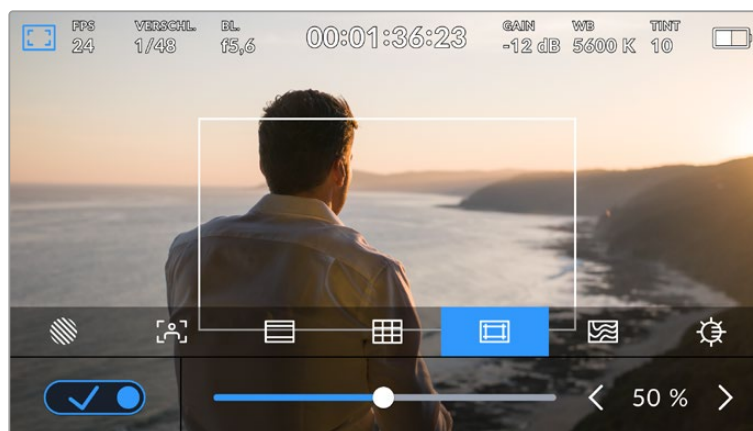 FPS VERSCHL. BL. 00:01:36:23 GAIN WB TINT
24 1/48 f5,6 -12 dB 5600 K 10
50 %